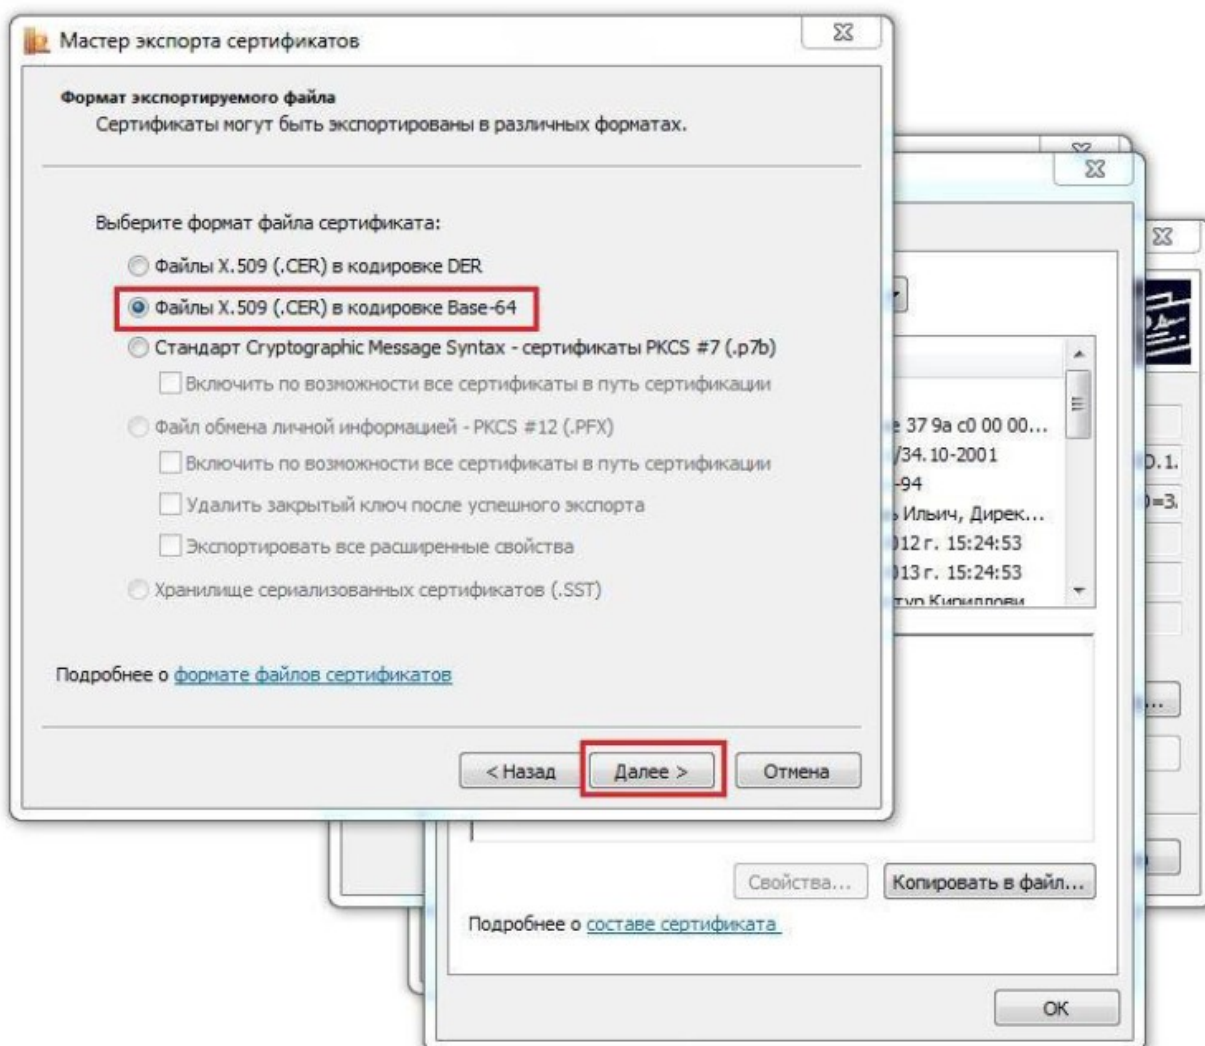 Мастер экспорта сертификатов
Формат экспортируемого файла
Сертификаты могут быть экспортированы в различных форматах.
Выберите формат файла сертификата:
Файлы X.509 (.CER) в кодировке DER
Файлы X.509 (.CER) в кодировке Base-64
Стандарт Cryptographic Message Syntax - сертификаты PKCS #7 (.p7b)
Включить по возможности все сертификаты в путь сертификации
Файл обмена личной информацией - PKCS #12 (.PFX)
Включить по возможности все сертификаты в путь сертификации
Удалить закрытый ключ после успешного экспорта
Экспортировать все расширенные свойства
Хранилище сериализованных сертификатов (.SST)
Подробнее о формате файлов сертификатов
< Назад
Далее >
Отмена
37 9a c0 00 00...
/34.10-2001
-94
Ильич, Дирек...
012 г. 15:24:53
013 г. 15:24:53
Свойства...
Копировать в файл...
Подробнее о составе сертификата
ОК